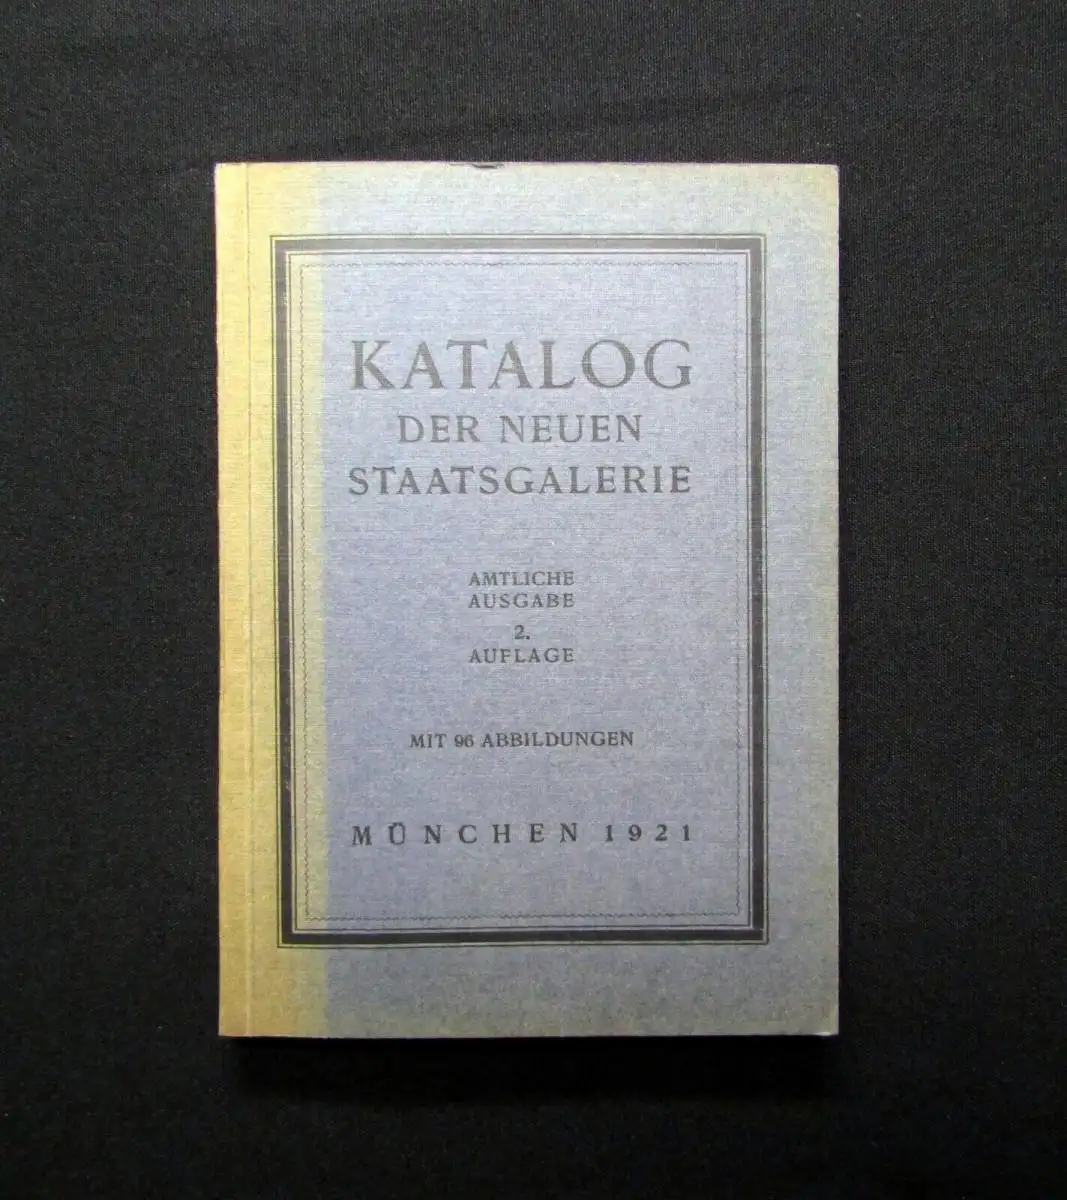 KATALOG
DER NEUEN
STAATSGALERIE
AMTLICHE
AUSGABE
2.
AUFLAGE
MIT 96 ABBILDUNGEN
MÜNCHEN 1921